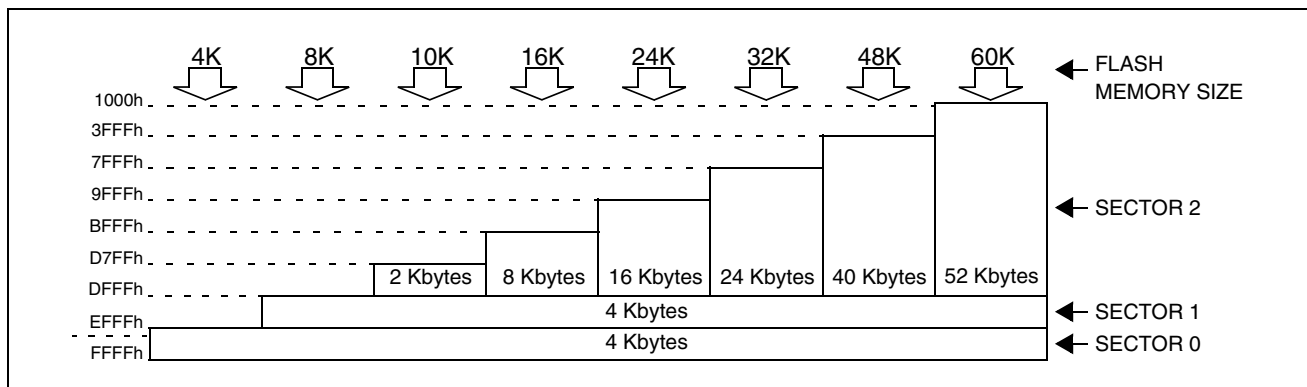 4K 8K 10K 16K 24K 32K 48K 60K
FLASH
MEMORY SIZE
1000h
3FFFh
7FFFh
9FFFh
SECTOR 2
BFFFh
D7FFh
2 Kbytes 8 Kbytes 16 Kbytes 24 Kbytes 40 Kbytes 52 Kbytes
DFFFh
4 Kbytes
SECTOR 1
EFFFh
4 Kbytes
SECTOR 0
FFFFh